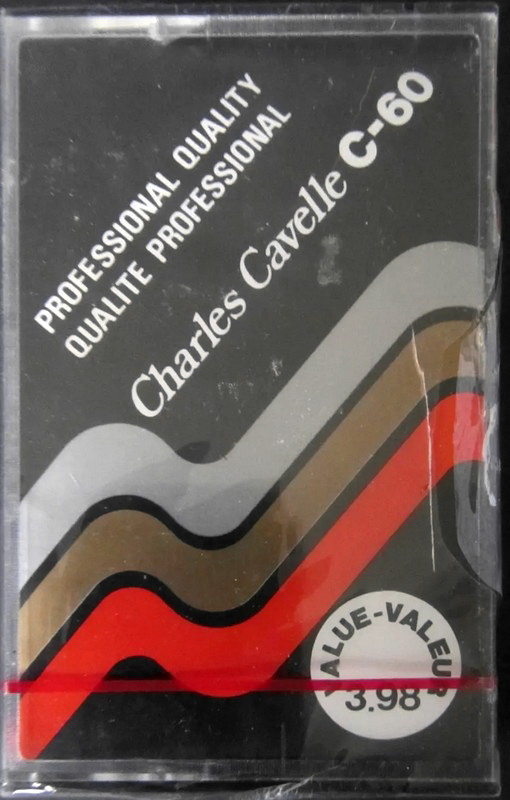 PROFESSIONAL QUALITY
QUALITE PROFESSIONAL
Charles Cavelle C-60
VALUE-VALEUR
3.98